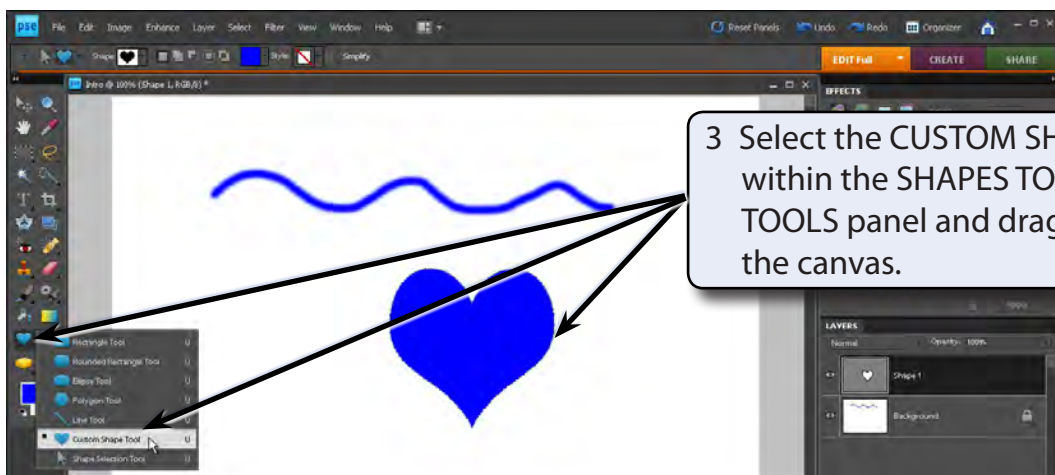 pse File Edit Image Enhance Layer Select Filter View Window Help Reset Panels Undo Redo Organizer
Shape: Style: Simplify EDIT Full CREATE SHARE
Intro @ 100% (Shape 1, RGB/8) *
EFFECTS
3 Select the CUSTOM SH
within the SHAPES TO
TOOLS panel and drag
the canvas.
LAYERS
Normal Opacity: 100%
Shape 1
Background
Rectangle Tool U
Rounded Rectangle Tool U
Ellipse Tool U
Polygon Tool U
Line Tool U
Custom Shape Tool U
Shape Selection Tool U